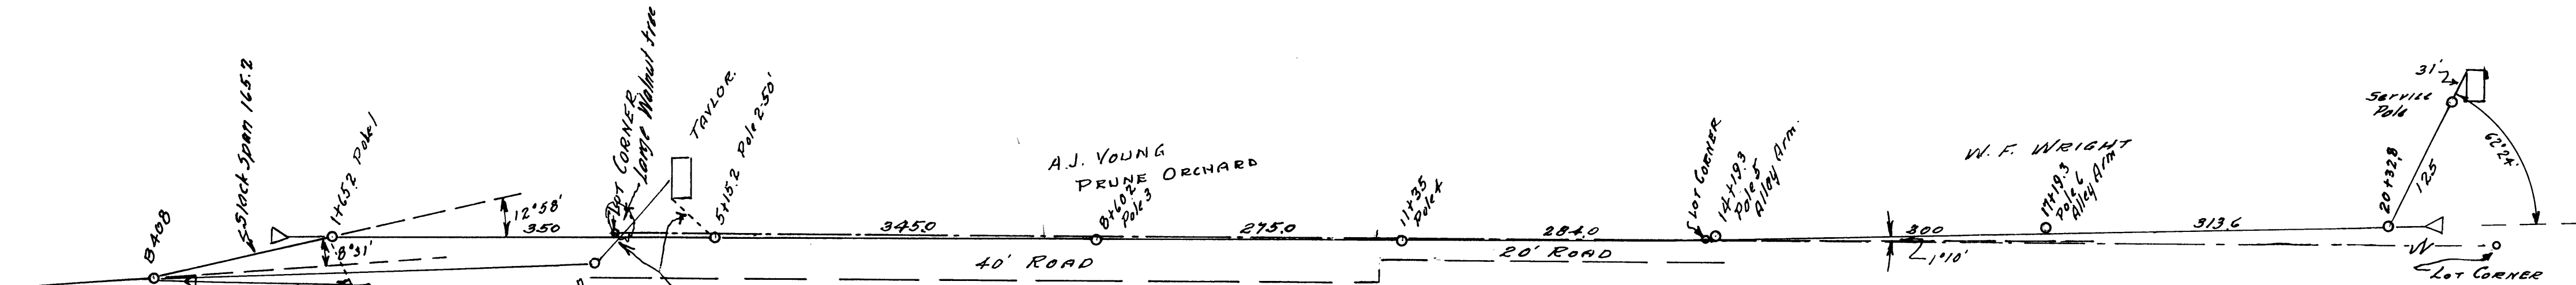 B408
Slack Span 165.2
1+65.2 Pole 1
8°31'
12°58'
350
Lot CORNER
Large Walnut tree
TAYLOR.
5+15.2 Pole 2-50'
345.0
40' ROAD
A.J. YOUNG
PRUNE ORCHARD
8+60.2
Pole 3
275.0
11+35
Pole 4
284.0
20' ROAD
LOT CORNER
14+19.3
Pole 5
Alley Arm.
300
1°10'
W. F. WRIGHT
17+19.3
Pole 6
Alley Arm
313.6
20+32.8
125
Service
Pole
31'
62°24'
LOT CORNER